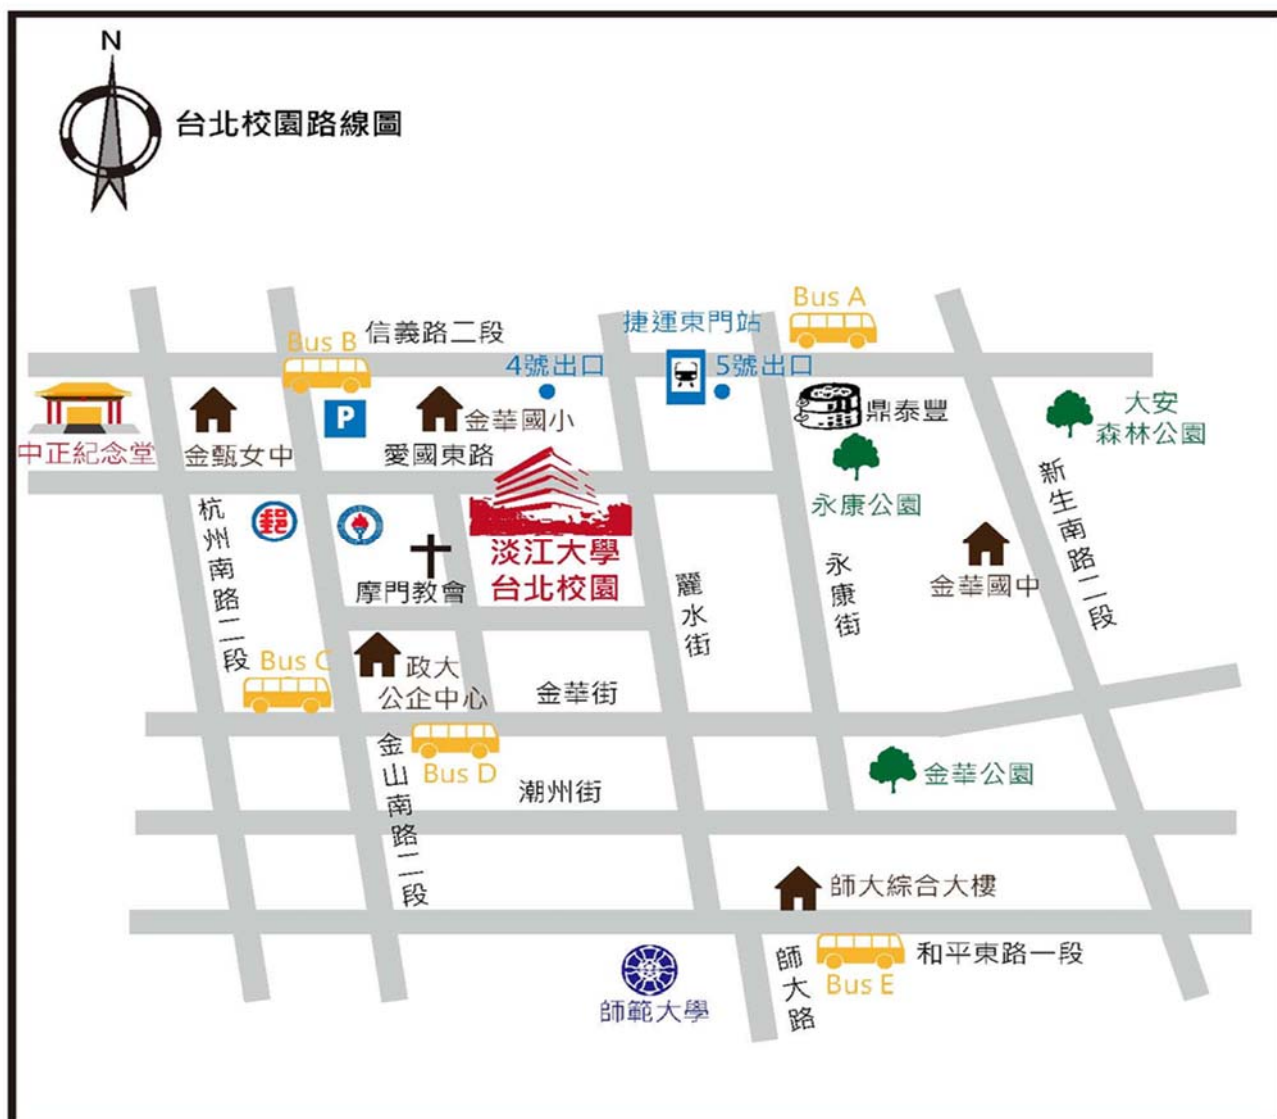 N
台北校園路線圖
Bus A
捷運東門站
Bus B
信義路二段
4號出口
5號出口
P
金華國小
鼎泰豐
大安
森林公園
中正紀念堂
金甌女中
愛國東路
永康公園
新生南路二段
杭州南路二段
郵
淡江大學
台北校園
摩門教會
麗水街
永康街
金華國中
Bus C
政大
公企中心
金華街
金山南路二段
Bus D
潮州街
金華公園
師大綜合大樓
師大路
Bus E
和平東路一段
師範大學